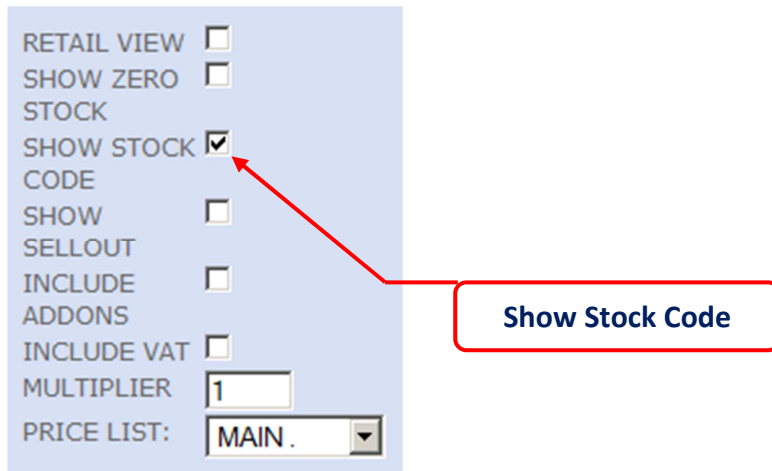 RETAIL VIEW
SHOW ZERO
STOCK
SHOW STOCK
CODE
SHOW
SELLOUT
INCLUDE
ADDONS
INCLUDE VAT
MULTIPLIER 1
PRICE LIST: MAIN .
Show Stock Code